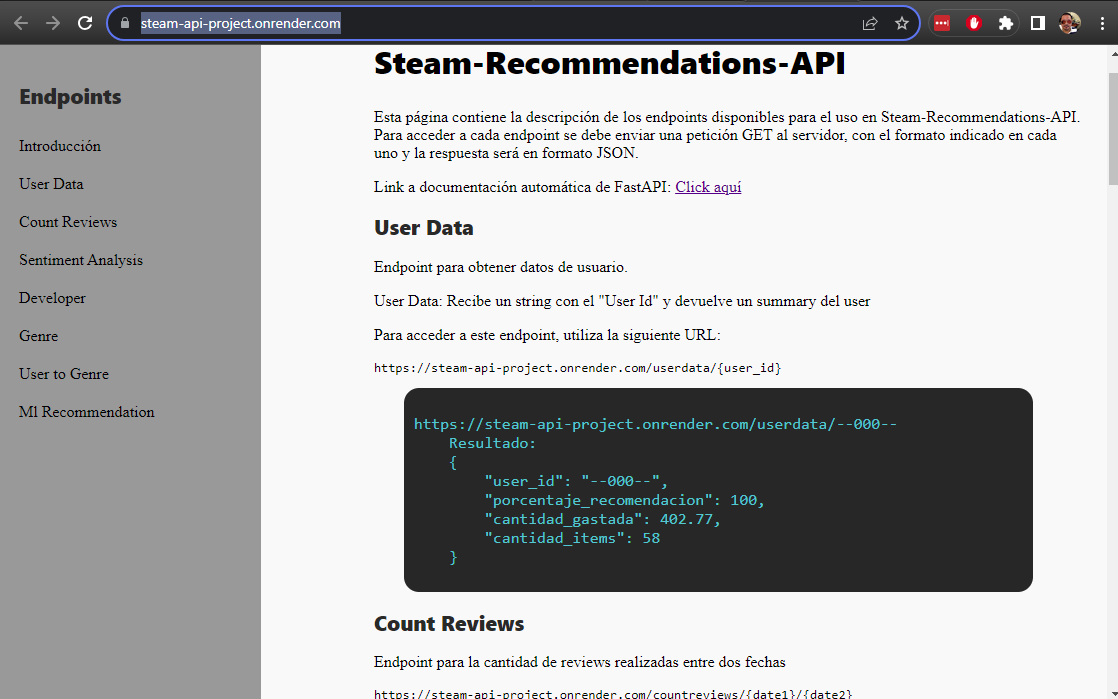 steam-api-project.onrender.com
Endpoints
Introducción
User Data
Count Reviews
Sentiment Analysis
Developer
Genre
User to Genre
Ml Recommendation
Steam-Recommendations-API
Esta página contiene la descripción de los endpoints disponibles para el uso en Steam-Recommendations-API.
Para acceder a cada endpoint se debe enviar una petición GET al servidor, con el formato indicado en cada
uno y la respuesta será en formato JSON.
Link a documentación automática de FastAPI: Click aquí
User Data
Endpoint para obtener datos de usuario.
User Data: Recibe un string con el "User Id" y devuelve un summary del user
Para acceder a este endpoint, utiliza la siguiente URL:
https://steam-api-project.onrender.com/userdata/{user_id}
https://steam-api-project.onrender.com/userdata/--000--
Resultado:
{
"user_id": "--000--",
"porcentaje_recomendacion": 100,
"cantidad_gastada": 402.77,
"cantidad_items": 58
}
Count Reviews
Endpoint para la cantidad de reviews realizadas entre dos fechas
https://steam-api-project.onrender.com/countreviews/{date1}/{date2}